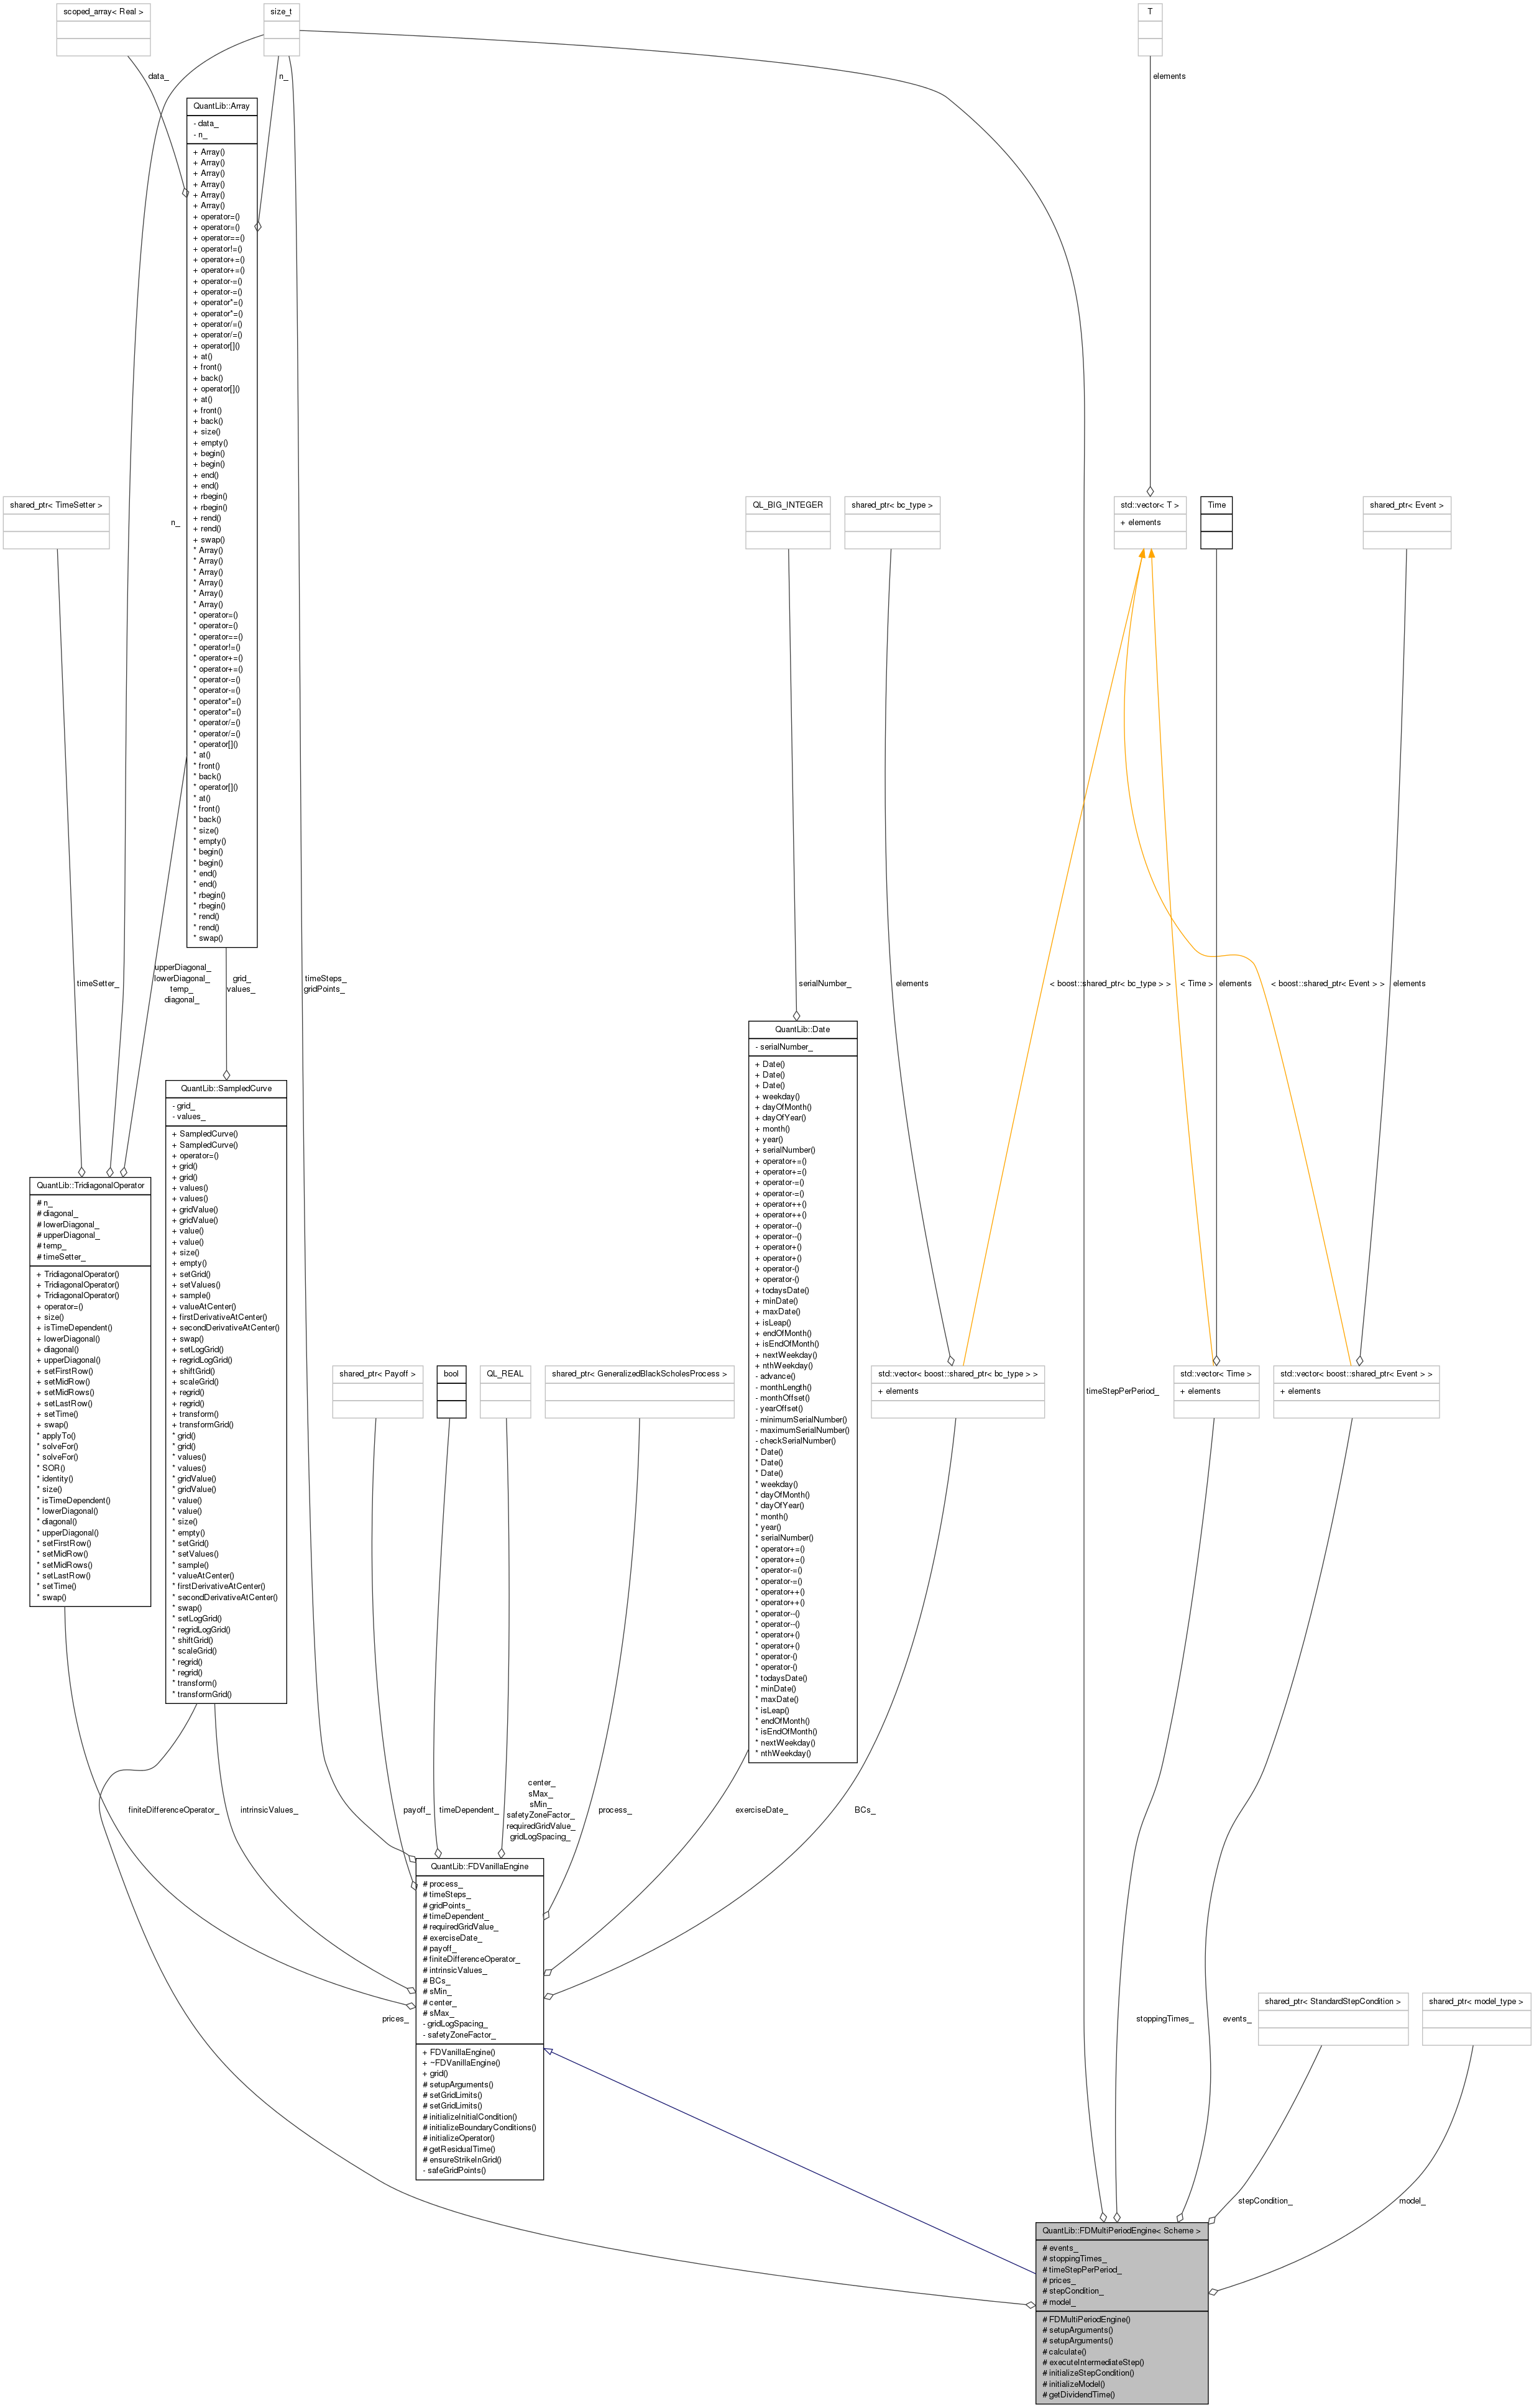 scoped_array< Real >
size_t
T
data_
n_
elements
QuantLib::Array
- data_
- n_
+ Array()
+ Array()
+ Array()
+ Array()
+ Array()
+ Array()
+ operator=()
+ operator=()
+ operator==()
+ operator!=()
+ operator+=()
+ operator+=()
+ operator-=()
+ operator-=()
+ operator*=()
+ operator*=()
+ operator/=()
+ operator/=()
+ operator[]()
+ at()
+ front()
+ back()
+ operator[]()
+ at()
+ front()
+ back()
+ size()
+ empty()
+ begin()
+ begin()
+ end()
+ end()
+ rbegin()
+ rbegin()
+ rend()
+ rend()
+ swap()
* Array()
* Array()
* Array()
* Array()
* Array()
* Array()
* operator=()
* operator=()
* operator==()
* operator!=()
* operator+=()
* operator+=()
* operator-=()
* operator-=()
* operator*=()
* operator*=()
* operator/=()
* operator/=()
* operator[]()
* at()
* front()
* back()
* operator[]()
* at()
* front()
* back()
* size()
* empty()
* begin()
* begin()
* end()
* end()
* rbegin()
* rbegin()
* rend()
* rend()
* swap()
shared_ptr< TimeSetter >
n_
QL_BIG_INTEGER
shared_ptr< bc_type >
std::vector< T >
+ elements
Time
shared_ptr< Event >
timeSetter_
upperDiagonal_
lowerDiagonal_
temp_
diagonal_
grid_
values_
timeSteps_
gridPoints_
serialNumber_
elements
< boost::shared_ptr< bc_type > >
< Time >
elements
< boost::shared_ptr< Event > >
elements
QuantLib::Date
- serialNumber_
+ Date()
+ Date()
+ Date()
+ weekday()
+ dayOfMonth()
+ dayOfYear()
+ month()
+ year()
+ serialNumber()
+ operator+=()
+ operator+=()
+ operator-=()
+ operator-=()
+ operator++()
+ operator++()
+ operator--()
+ operator--()
+ operator+()
+ operator+()
+ operator-()
+ operator-()
+ todaysDate()
+ minDate()
+ maxDate()
+ isLeap()
+ endOfMonth()
+ isEndOfMonth()
+ nextWeekday()
+ nthWeekday()
- advance()
- monthLength()
- monthOffset()
- yearOffset()
- minimumSerialNumber()
- maximumSerialNumber()
- checkSerialNumber()
* Date()
* Date()
* Date()
* weekday()
* dayOfMonth()
* dayOfYear()
* month()
* year()
* serialNumber()
* operator+=()
* operator+=()
* operator-=()
* operator-=()
* operator++()
* operator++()
* operator--()
* operator--()
* operator+()
* operator+()
* operator-()
* operator-()
* todaysDate()
* minDate()
* maxDate()
* isLeap()
* endOfMonth()
* isEndOfMonth()
* nextWeekday()
* nthWeekday()
QuantLib::SampledCurve
- grid_
- values_
+ SampledCurve()
+ SampledCurve()
+ operator=()
+ grid()
+ grid()
+ values()
+ values()
+ gridValue()
+ gridValue()
+ value()
+ value()
+ size()
+ empty()
+ setGrid()
+ setValues()
+ sample()
+ valueAtCenter()
+ firstDerivativeAtCenter()
+ secondDerivativeAtCenter()
+ swap()
+ setLogGrid()
+ regridLogGrid()
+ shiftGrid()
+ scaleGrid()
+ regrid()
+ regrid()
+ transform()
+ transformGrid()
* grid()
* grid()
* values()
* values()
* gridValue()
* gridValue()
* value()
* value()
* size()
* empty()
* setGrid()
* setValues()
* sample()
* valueAtCenter()
* firstDerivativeAtCenter()
* secondDerivativeAtCenter()
* swap()
* setLogGrid()
* regridLogGrid()
* shiftGrid()
* scaleGrid()
* regrid()
* regrid()
* transform()
* transformGrid()
QuantLib::TridiagonalOperator
# n_
# diagonal_
# lowerDiagonal_
# upperDiagonal_
# temp_
# timeSetter_
+ TridiagonalOperator()
+ TridiagonalOperator()
+ TridiagonalOperator()
+ operator=()
+ size()
+ isTimeDependent()
+ lowerDiagonal()
+ diagonal()
+ upperDiagonal()
+ setFirstRow()
+ setMidRow()
+ setMidRows()
+ setLastRow()
+ setTime()
+ swap()
* applyTo()
* solveFor()
* solveFor()
* SOR()
* identity()
* size()
* isTimeDependent()
* lowerDiagonal()
* diagonal()
* upperDiagonal()
* setFirstRow()
* setMidRow()
* setMidRows()
* setLastRow()
* setTime()
* swap()
shared_ptr< Payoff >
bool
QL_REAL
shared_ptr< GeneralizedBlackScholesProcess >
std::vector< boost::shared_ptr< bc_type > >
+ elements
timeStepPerPeriod_
std::vector< Time >
+ elements
std::vector< boost::shared_ptr< Event > >
+ elements
finiteDifferenceOperator_
intrinsicValues_
payoff_
timeDependent_
center_
sMax_
sMin_
safetyZoneFactor_
requiredGridValue_
gridLogSpacing_
process_
exerciseDate_
BCs_
QuantLib::FDVanillaEngine
# process_
# timeSteps_
# gridPoints_
# timeDependent_
# requiredGridValue_
# exerciseDate_
# payoff_
# finiteDifferenceOperator_
# intrinsicValues_
# BCs_
# sMin_
# center_
# sMax_
- gridLogSpacing_
- safetyZoneFactor_
+ FDVanillaEngine()
+ ~FDVanillaEngine()
+ grid()
# setupArguments()
# setGridLimits()
# setGridLimits()
# initializeInitialCondition()
# initializeBoundaryConditions()
# initializeOperator()
# getResidualTime()
# ensureStrikeInGrid()
- safeGridPoints()
prices_
stoppingTimes_
events_
shared_ptr< StandardStepCondition >
shared_ptr< model_type >
stepCondition_
model_
QuantLib::FDMultiPeriodEngine< Scheme >
# events_
# stoppingTimes_
# timeStepPerPeriod_
# prices_
# stepCondition_
# model_
# FDMultiPeriodEngine()
# setupArguments()
# setupArguments()
# calculate()
# executeIntermediateStep()
# initializeStepCondition()
# initializeModel()
# getDividendTime()